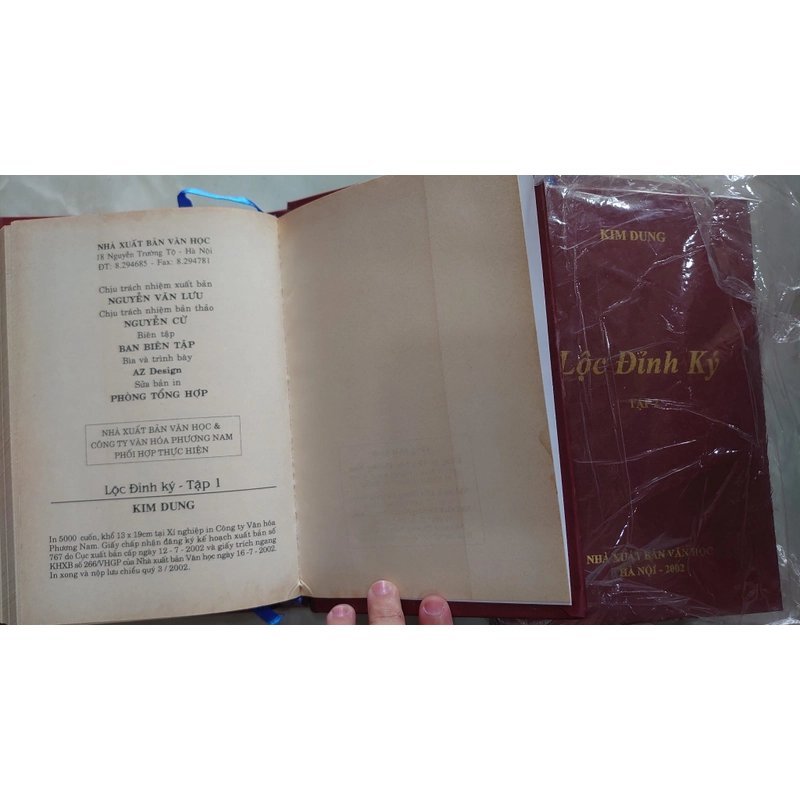 NHÀ XUẤT BẢN VĂN HỌC
18 Nguyễn Trường Tộ - Hà Nội
ĐT: 8.294685 - Fax: 8.294781
Chịu trách nhiệm xuất bản
NGUYỄN VĂN LƯU
Chịu trách nhiệm bản thảo
NGUYỄN CỪ
Biên tập
BAN BIÊN TẬP
Bìa và trình bày
AZ Design
Sửa bản in
PHÒNG TỔNG HỢP
NHÀ XUẤT BẢN VĂN HỌC &
CÔNG TY VĂN HÓA PHƯƠNG NAM
PHỐI HỢP THỰC HIỆN
Lộc Đỉnh ký - Tập 1
KIM DUNG
In 5000 cuốn, khổ 13 x 19cm tại Xí nghiệp in Công ty Văn hóa
Phương Nam. Giấy chấp nhận đăng ký kế hoạch xuất bản số
767 do Cục xuất bản cấp ngày 12 - 7 - 2002 và giấy trích ngang
KHXB số 266/VHGP của Nhà xuất bản Văn học ngày 16 -7 -2002.
In xong và nộp lưu chiểu quý 3 / 2002.
KIM DUNG
Lộc Đỉnh Ký
TẬP
NHÀ XUẤT BẢN VĂN HỌC
HÀ NỘI - 2002